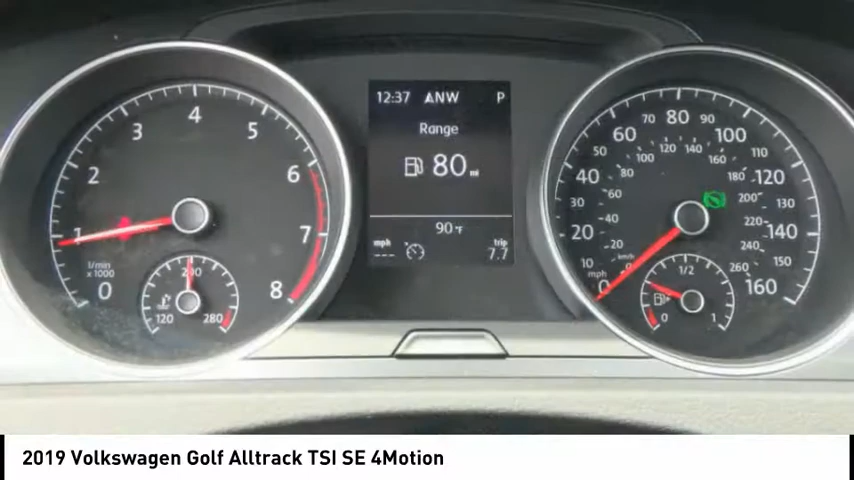 12:37 ANW P
Range
80 mi
90°F
mph
---
trip
7.7
0 1 2 3 4 5 6 7 8
1/min
x1000
120 200 280
0 10 20 30 40 50 60 70 80 90 100 110 120 130 140 150 160
mph
km/h
20 40 60 80 100 120 140 160 180 200 220 240 260
0 1/2 1
2019 Volkswagen Golf Alltrack TSI SE 4Motion